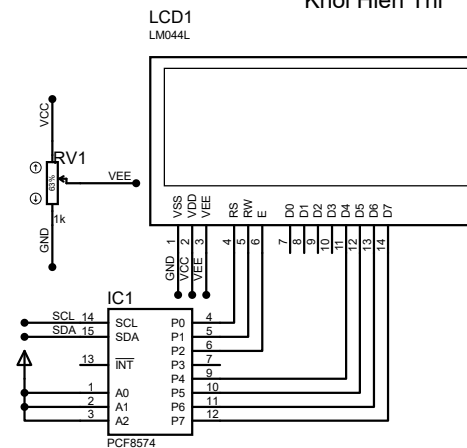 Khối Hiển Thị
LCD1
LM044L
VCC
RV1
63%
VEE
1k
GND
VSS
VDD
VEE
RS
RW
E
D0
D1
D2
D3
D4
D5
D6
D7
1
2
3
4
5
6
7
8
9
10
11
12
13
14
GND
VCC
VEE
IC1
SCL 14 SCL P0 4
SDA 15 SDA P1 5
P2 6
13 INT P3 7
P4 9
1 A0 P5 10
2 A1 P6 11
3 A2 P7 12
PCF8574